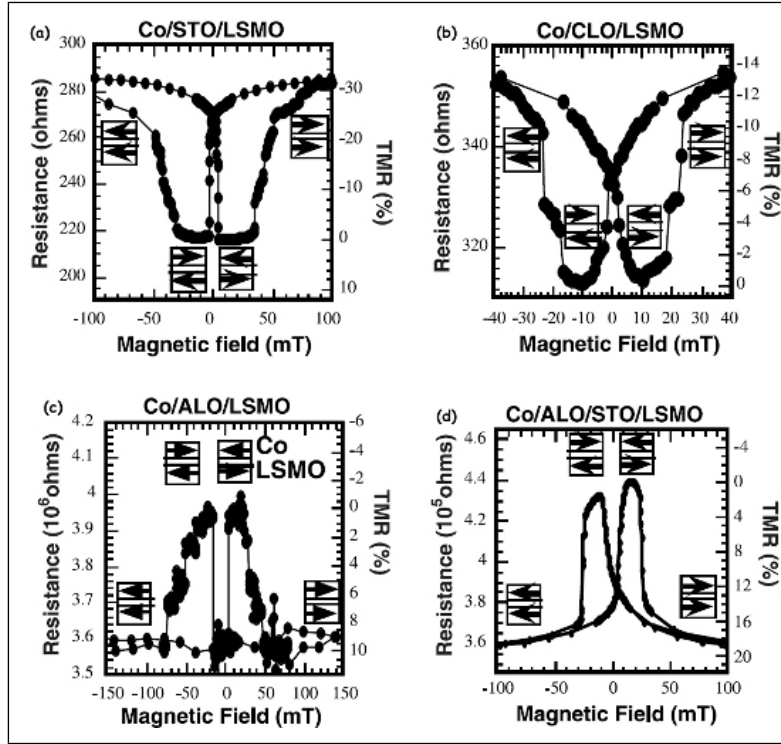 (a) Co/STO/LSMO
300
280
260
240
220
200
Resistance (ohms)
-30
-20
-10
0
10
TMR (%)
-100 -50 0 50 100
Magnetic field (mT)
(b) Co/CLO/LSMO
360
340
320
Resistance (ohms)
-14
-12
-10
-8
-6
-4
-2
0
TMR (%)
-40 -30 -20 -10 0 10 20 30 40
Magnetic Field (mT)
(c) Co/ALO/LSMO
4.2
4.1
4
3.9
3.8
3.7
3.6
3.5
Resistance (10⁶ohms)
Co
LSMO
-6
-4
-2
0
2
4
6
8
10
TMR (%)
-150 -100 -50 0 50 100 150
Magnetic Field (mT)
(d) Co/ALO/STO/LSMO
4.6
4.4
4.2
4
3.8
3.6
Resistance (10⁵ohms)
-4
0
4
8
12
16
20
TMR (%)
-100 -50 0 50 100
Magnetic Field (mT)